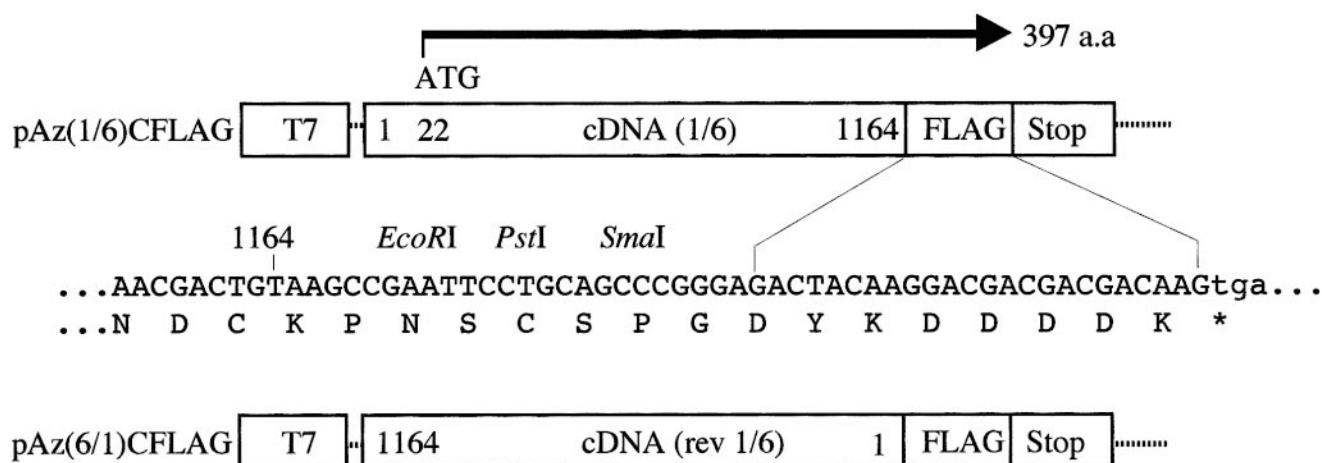 397 a.a
ATG
pAz(1/6)CFLAG T7 1 22 cDNA (1/6) 1164 FLAG Stop
1164 EcoRI PstI SmaI
...AACGACTGTAAGCCGAATTCCTGCAGCCCGGGAGACTACAAGGACGACGACGACAAGtga...
...N D C K P N S C S P G D Y K D D D D K *
pAz(6/1)CFLAG T7 1164 cDNA (rev 1/6) 1 FLAG Stop